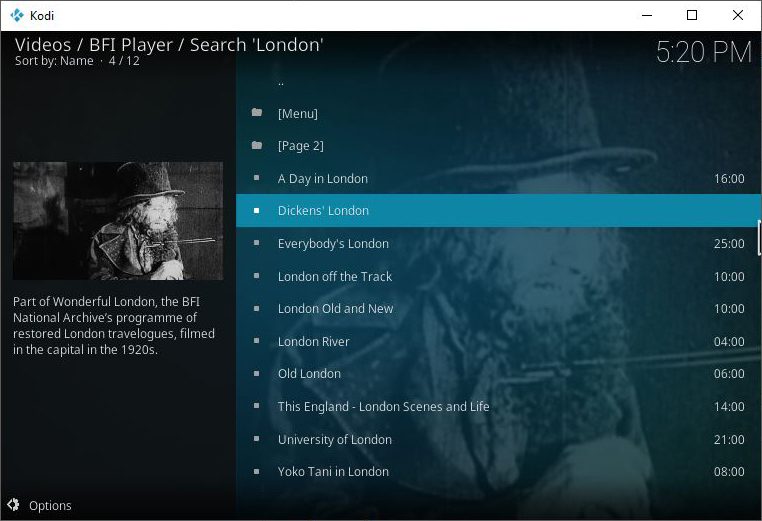 Kodi
Videos / BFI Player / Search 'London'
Sort by: Name · 4 / 12
5:20 PM
..
[Menu]
[Page 2]
A Day in London 16:00
Dickens' London
Everybody's London 25:00
London off the Track 10:00
London Old and New 10:00
London River 04:00
Old London 06:00
This England - London Scenes and Life 14:00
University of London 21:00
Yoko Tani in London 08:00
Part of Wonderful London, the BFI
National Archive's programme of
restored London travelogues, filmed
in the capital in the 1920s.
Options